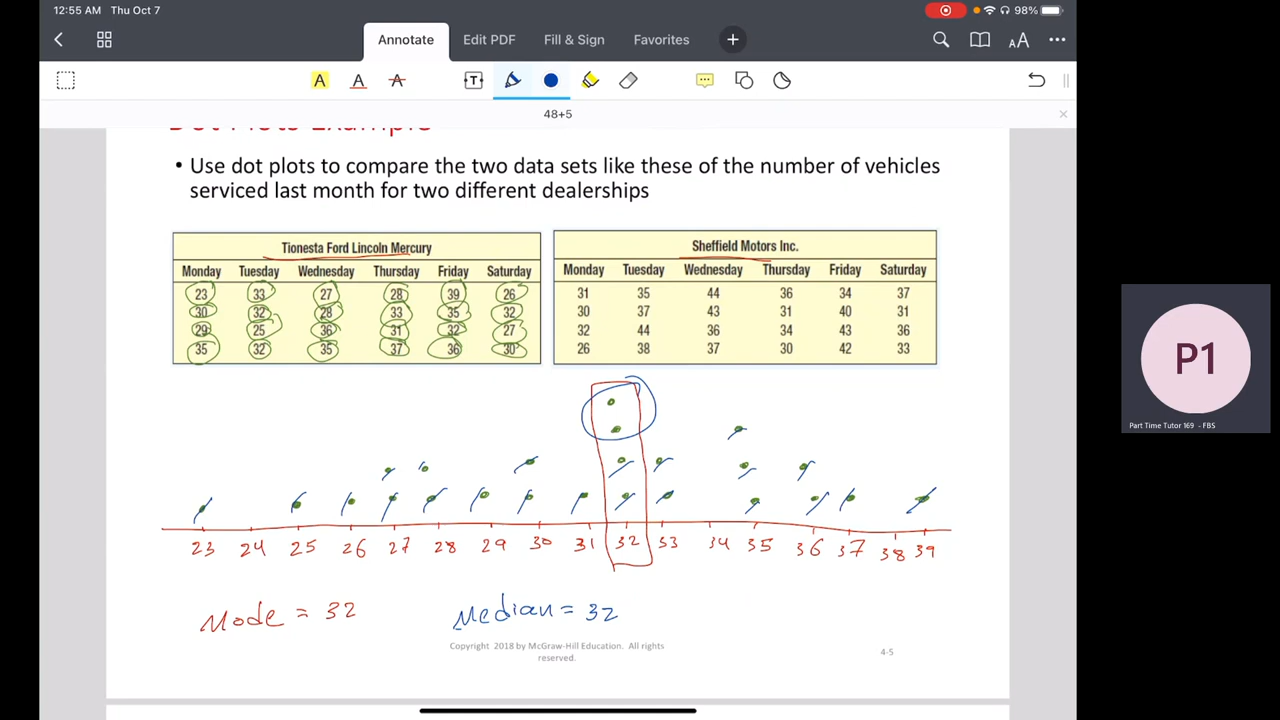 12:55 AM Thu Oct 7 98%
Annotate Edit PDF Fill & Sign Favorites +
A A A T AA
48+5
Dot Plots Example
• Use dot plots to compare the two data sets like these of the number of vehicles
serviced last month for two different dealerships
Tionesta Ford Lincoln Mercury
Monday Tuesday Wednesday Thursday Friday Saturday
23 33 27 28 39 26
30 32 28 33 35 32
29 25 36 31 32 27
35 32 35 37 36 30
Sheffield Motors Inc.
Monday Tuesday Wednesday Thursday Friday Saturday
31 35 44 36 34 37
30 37 43 31 40 31
32 44 36 34 43 36
26 38 37 30 42 33
23 24 25 26 27 28 29 30 31 32 33 34 35 36 37 38 39
Mode = 32 Median = 32
Copyright 2018 by McGraw-Hill Education. All rights
reserved.
4-5
P1
Part Time Tutor 169 - FBS